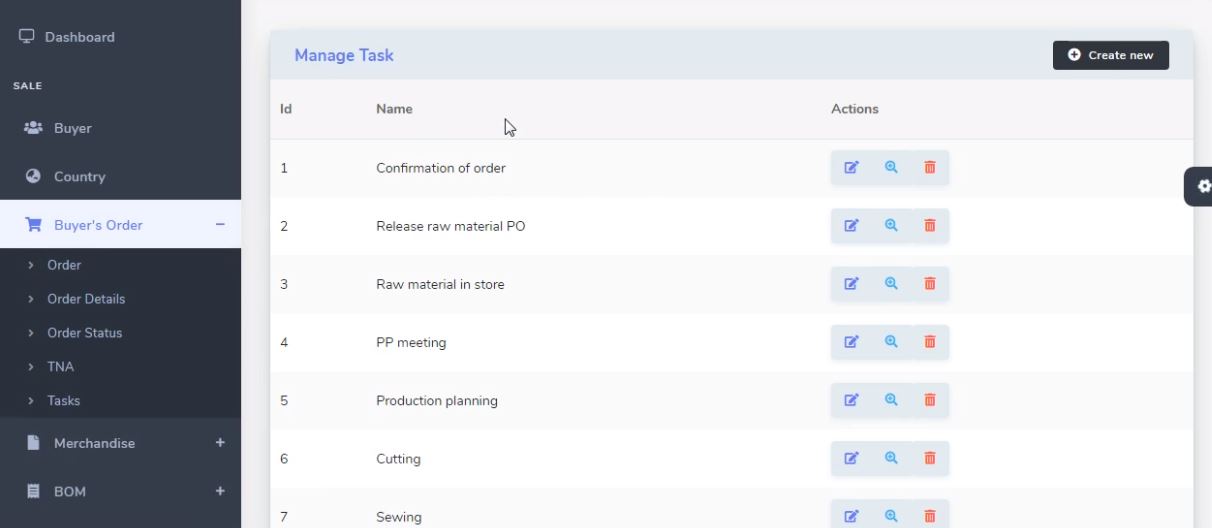 Dashboard
SALE
Buyer
Country
Buyer's Order
Order
Order Details
Order Status
TNA
Tasks
Merchandise
BOM
Manage Task
Create new
Id Name Actions
1 Confirmation of order
2 Release raw material PO
3 Raw material in store
4 PP meeting
5 Production planning
6 Cutting
7 Sewing